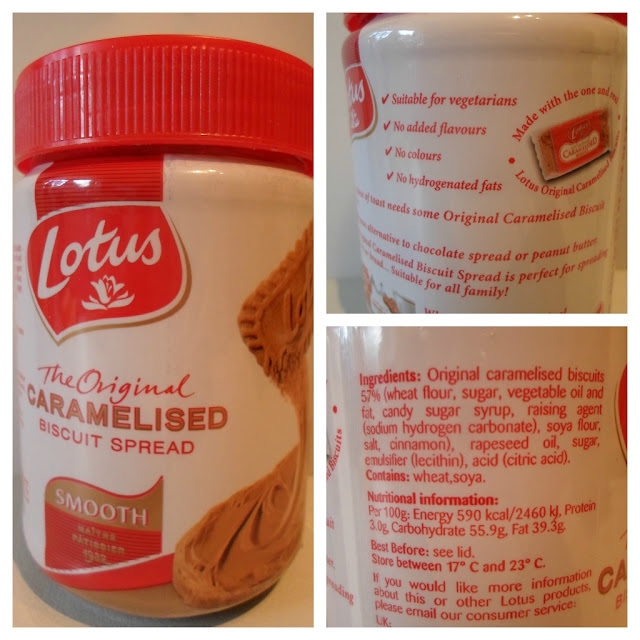 Lotus
The Original
CARAMELISED
BISCUIT SPREAD
SMOOTH
MAÎTRE
PÂTISSIER
1932
✓ Suitable for vegetarians
✓ No added flavours
✓ No colours
✓ No hydrogenated fats
Made with the one and
Lotus
CARAMELISED
• Lotus Original Caramelised
of toast needs some Original Caramelised Biscuit
alternative to chocolate spread or peanut butter.
Caramelised Biscuit Spread is perfect for spreading
Suitable for all family!
Ingredients: Original caramelised biscuits
57% (wheat flour, sugar, vegetable oil and
fat, candy sugar syrup, raising agent
(sodium hydrogen carbonate), soya flour,
salt, cinnamon), rapeseed oil, sugar,
emulsifier (lecithin), acid (citric acid).
Contains: wheat,soya.
Nutritional information:
Per 100g: Energy 590 kcal/2460 kJ, Protein
3.0g, Carbohydrate 55.9g, Fat 39.3g.
Best Before: see lid.
Store between 17° C and 23° C.
If you would like more information
about this or other Lotus products,
please email our consumer service:
UK: